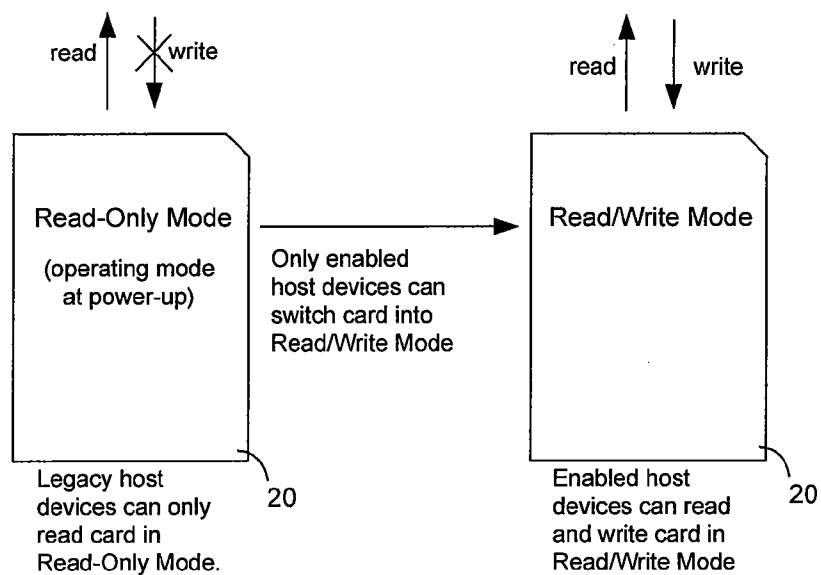 read
write
Read-Only Mode
(operating mode
at power-up)
Legacy host
devices can only
read card in
Read-Only Mode.
20
Only enabled
host devices can
switch card into
Read/Write Mode
read
write
Read/Write Mode
Enabled host
devices can read
and write card in
Read/Write Mode
20